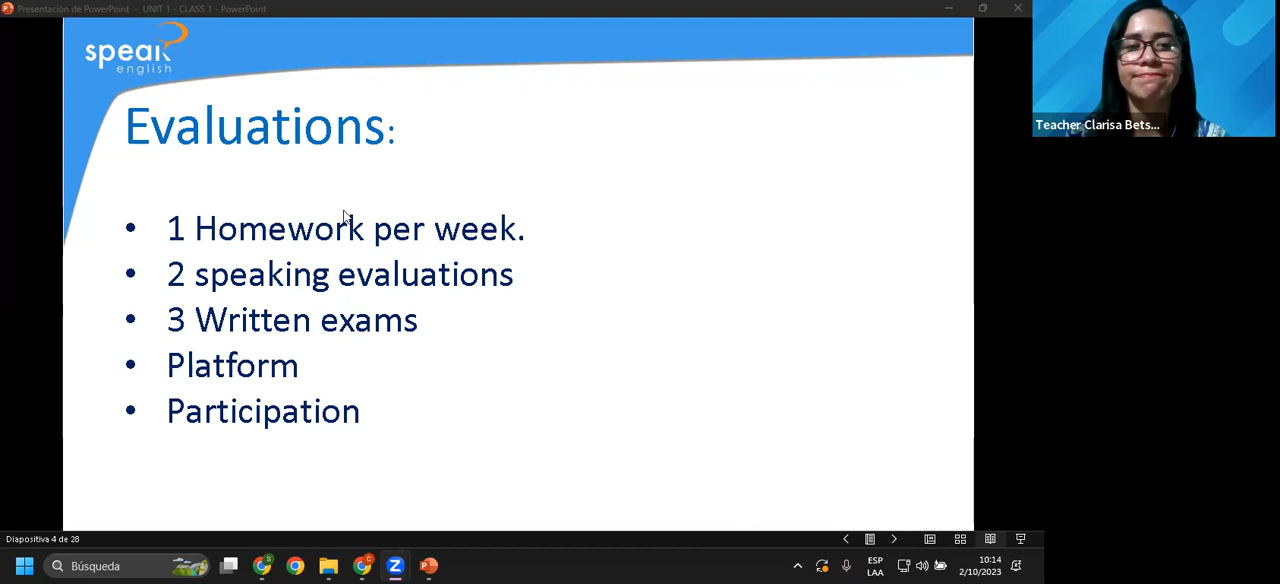 Presentación de PowerPoint - UNIT 1 - CLASS 1 - PowerPoint
speak
english
Teacher Clarisa Bets...
Evaluations:
• 1 Homework per week.
• 2 speaking evaluations
• 3 Written exams
• Platform
• Participation
Diapositiva 4 de 28
Búsqueda
ESP
LAA
10:14
2/10/2023